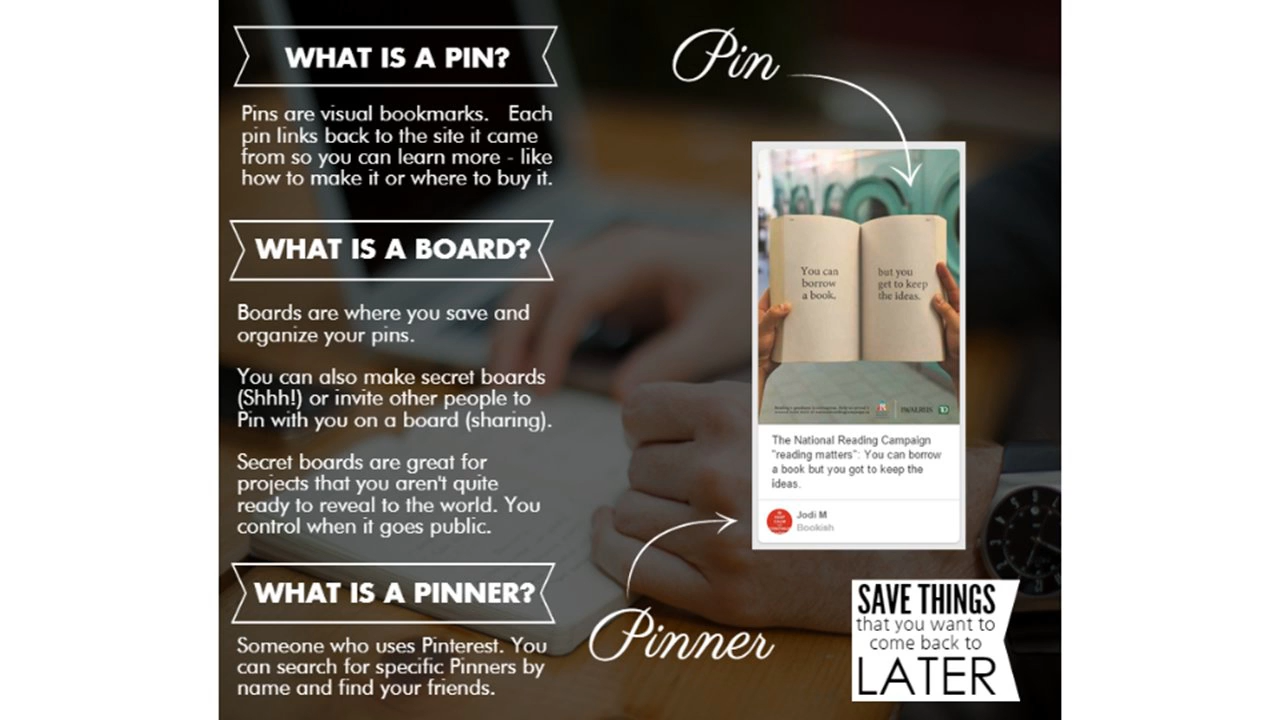 WHAT IS A PIN?
Pins are visual bookmarks. Each
pin links back to the site it came
from so you can learn more - like
how to make it or where to buy it.
WHAT IS A BOARD?
Boards are where you save and
organize your pins.
You can also make secret boards
(Shhh!) or invite other people to
Pin with you on a board (sharing).
Secret boards are great for
projects that you aren't quite
ready to reveal to the world. You
control when it goes public.
WHAT IS A PINNER?
Someone who uses Pinterest. You
can search for specific Pinners by
name and find your friends.
Pin
You can
borrow
a book,
but you
get to keep
the ideas.
TD
The National Reading Campaign
"reading matters": You can borrow
a book but you got to keep the
ideas.
Jodi M
Bookish
Pinner
SAVE THINGS
that you want to
come back to
LATER